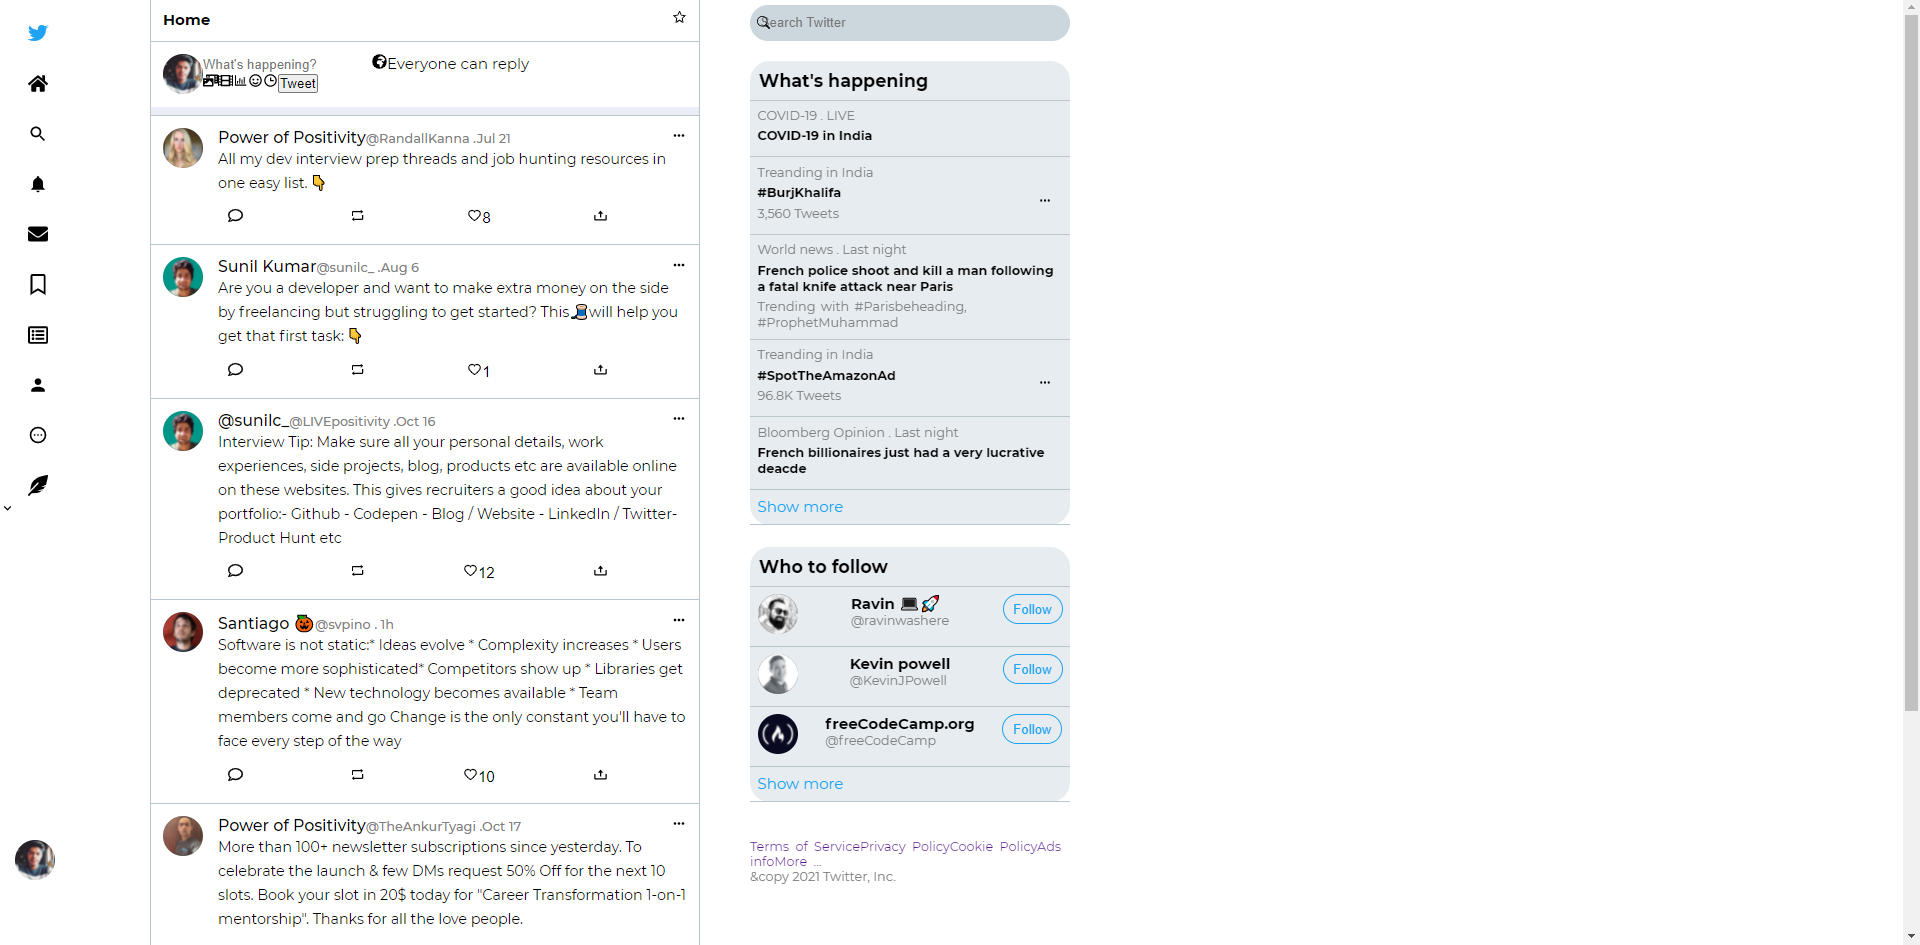 Home
What's happening?
Everyone can reply
Tweet
Power of Positivity@RandallKanna .Jul 21
All my dev interview prep threads and job hunting resources in
one easy list. 👇
8
Sunil Kumar@sunilc_ .Aug 6
Are you a developer and want to make extra money on the side
by freelancing but struggling to get started? This🧵will help you
get that first task: 👇
1
@sunilc_@LIVEpositivity .Oct 16
Interview Tip: Make sure all your personal details, work
experiences, side projects, blog, products etc are available online
on these websites. This gives recruiters a good idea about your
portfolio:- Github - Codepen - Blog / Website - LinkedIn / Twitter-
Product Hunt etc
12
Santiago 🎃@svpino . 1h
Software is not static:* Ideas evolve * Complexity increases * Users
become more sophisticated* Competitors show up * Libraries get
deprecated * New technology becomes available * Team
members come and go Change is the only constant you'll have to
face every step of the way
10
Power of Positivity@TheAnkurTyagi .Oct 17
More than 100+ newsletter subscriptions since yesterday. To
celebrate the launch & few DMs request 50% Off for the next 10
slots. Book your slot in 20$ today for "Career Transformation 1-on-1
mentorship". Thanks for all the love people.
Search Twitter
What's happening
COVID-19 . LIVE
COVID-19 in India
Treanding in India
#BurjKhalifa
3,560 Tweets
World news . Last night
French police shoot and kill a man following
a fatal knife attack near Paris
Trending with #Parisbeheading,
#ProphetMuhammad
Treanding in India
#SpotTheAmazonAd
96.8K Tweets
Bloomberg Opinion . Last night
French billionaires just had a very lucrative
deacde
Show more
Who to follow
Ravin 💻🚀
@ravinwashere
Follow
Kevin powell
@KevinJPowell
Follow
freeCodeCamp.org
@freeCodeCamp
Follow
Show more
Terms of ServicePrivacy PolicyCookie PolicyAds
infoMore ...
&copy 2021 Twitter, Inc.